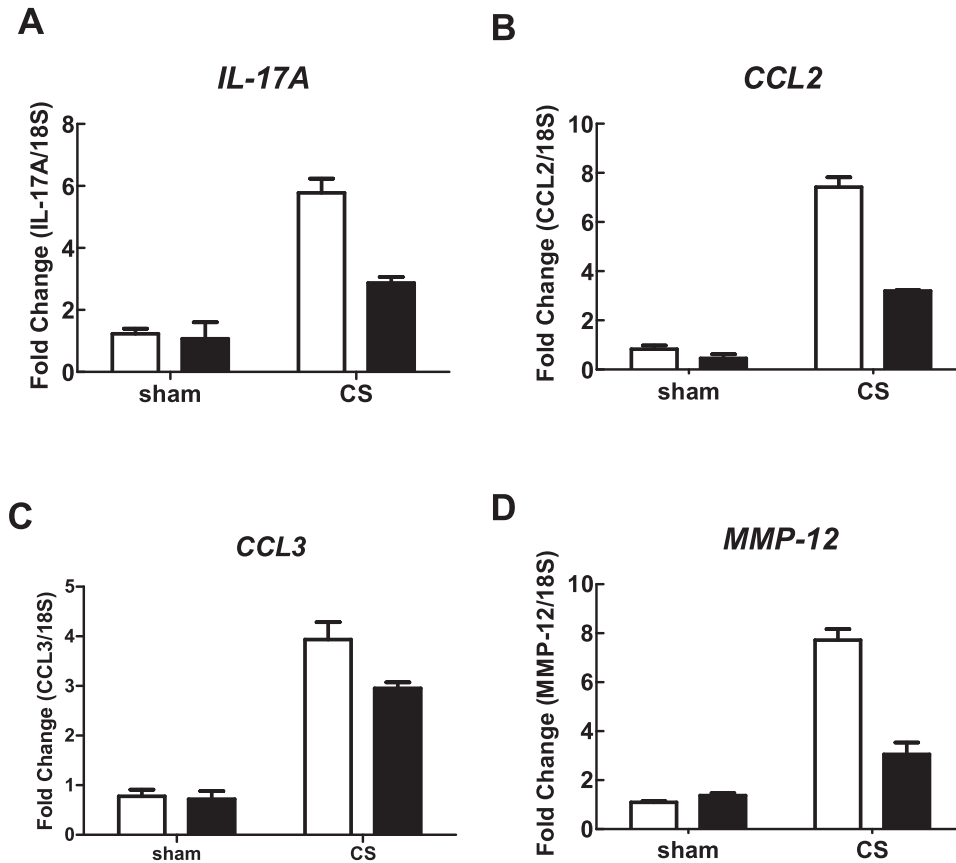 A
IL-17A
Fold Change (IL-17A/18S)
8
6
4
2
0
sham
CS
B
CCL2
Fold Change (CCL2/18S)
10
8
6
4
2
0
sham
CS
C
CCL3
Fold Change (CCL3/18S)
5
4
3
2
1
0
sham
CS
D
MMP-12
Fold Change (MMP-12/18S)
10
8
6
4
2
0
sham
CS